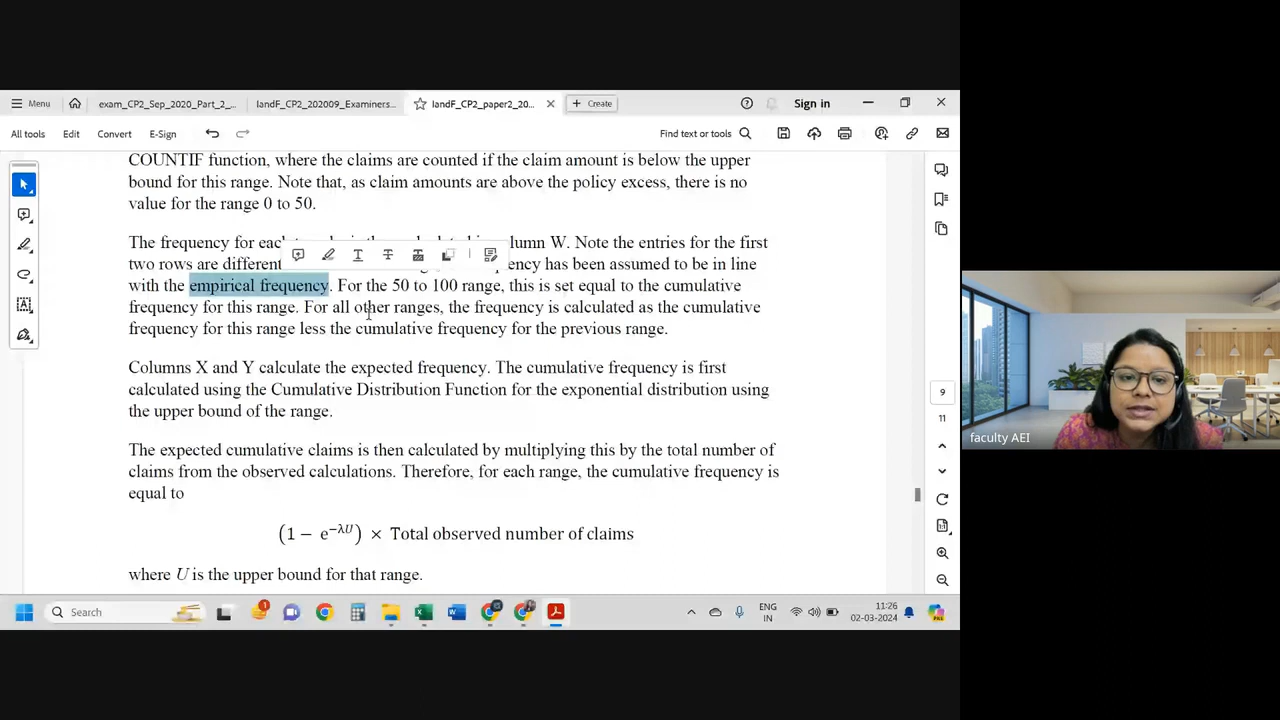 Menu
exam_CP2_Sep_2020_Part_2_...
IandF_CP2_202009_Examiners...
IandF_CP2_paper2_20...
Create
Sign in
All tools
Edit
Convert
E-Sign
Find text or tools
COUNTIF function, where the claims are counted if the claim amount is below the upper
bound for this range. Note that, as claim amounts are above the policy excess, there is no
value for the range 0 to 50.
The frequency for each column W. Note the entries for the first
two rows are different has been assumed to be in line
with the empirical frequency. For the 50 to 100 range, this is set equal to the cumulative
frequency for this range. For all other ranges, the frequency is calculated as the cumulative
frequency for this range less the cumulative frequency for the previous range.
Columns X and Y calculate the expected frequency. The cumulative frequency is first
calculated using the Cumulative Distribution Function for the exponential distribution using
the upper bound of the range.
The expected cumulative claims is then calculated by multiplying this by the total number of
claims from the observed calculations. Therefore, for each range, the cumulative frequency is
equal to
(1 − e^{−λU}) × Total observed number of claims
where U is the upper bound for that range.
9
11
faculty AEI
Search
ENG
IN
11:26
02-03-2024